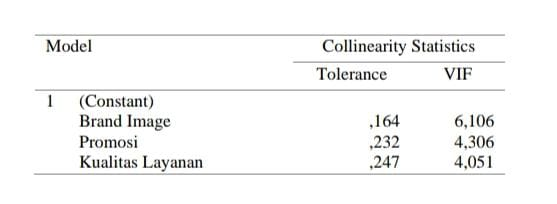 Model Collinearity Statistics
Tolerance VIF
1 (Constant)
Brand Image ,164 6,106
Promosi ,232 4,306
Kualitas Layanan ,247 4,051